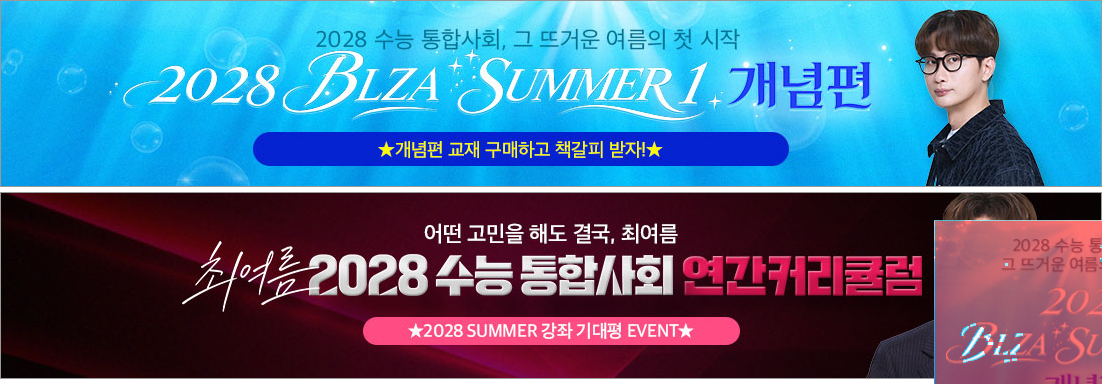 2028 수능 통합사회, 그 뜨거운 여름의 첫 시작
2028 BLZA SUMMER 1 개념편
★개념편 교재 구매하고 책갈피 받자!★
어떤 고민을 해도 결국, 최여름
최여름 2028 수능 통합사회 연간커리큘럼
★2028 SUMMER 강좌 기대평 EVENT★
2028 수능 통
그 뜨거운 여름
202
BLZA SU
개념